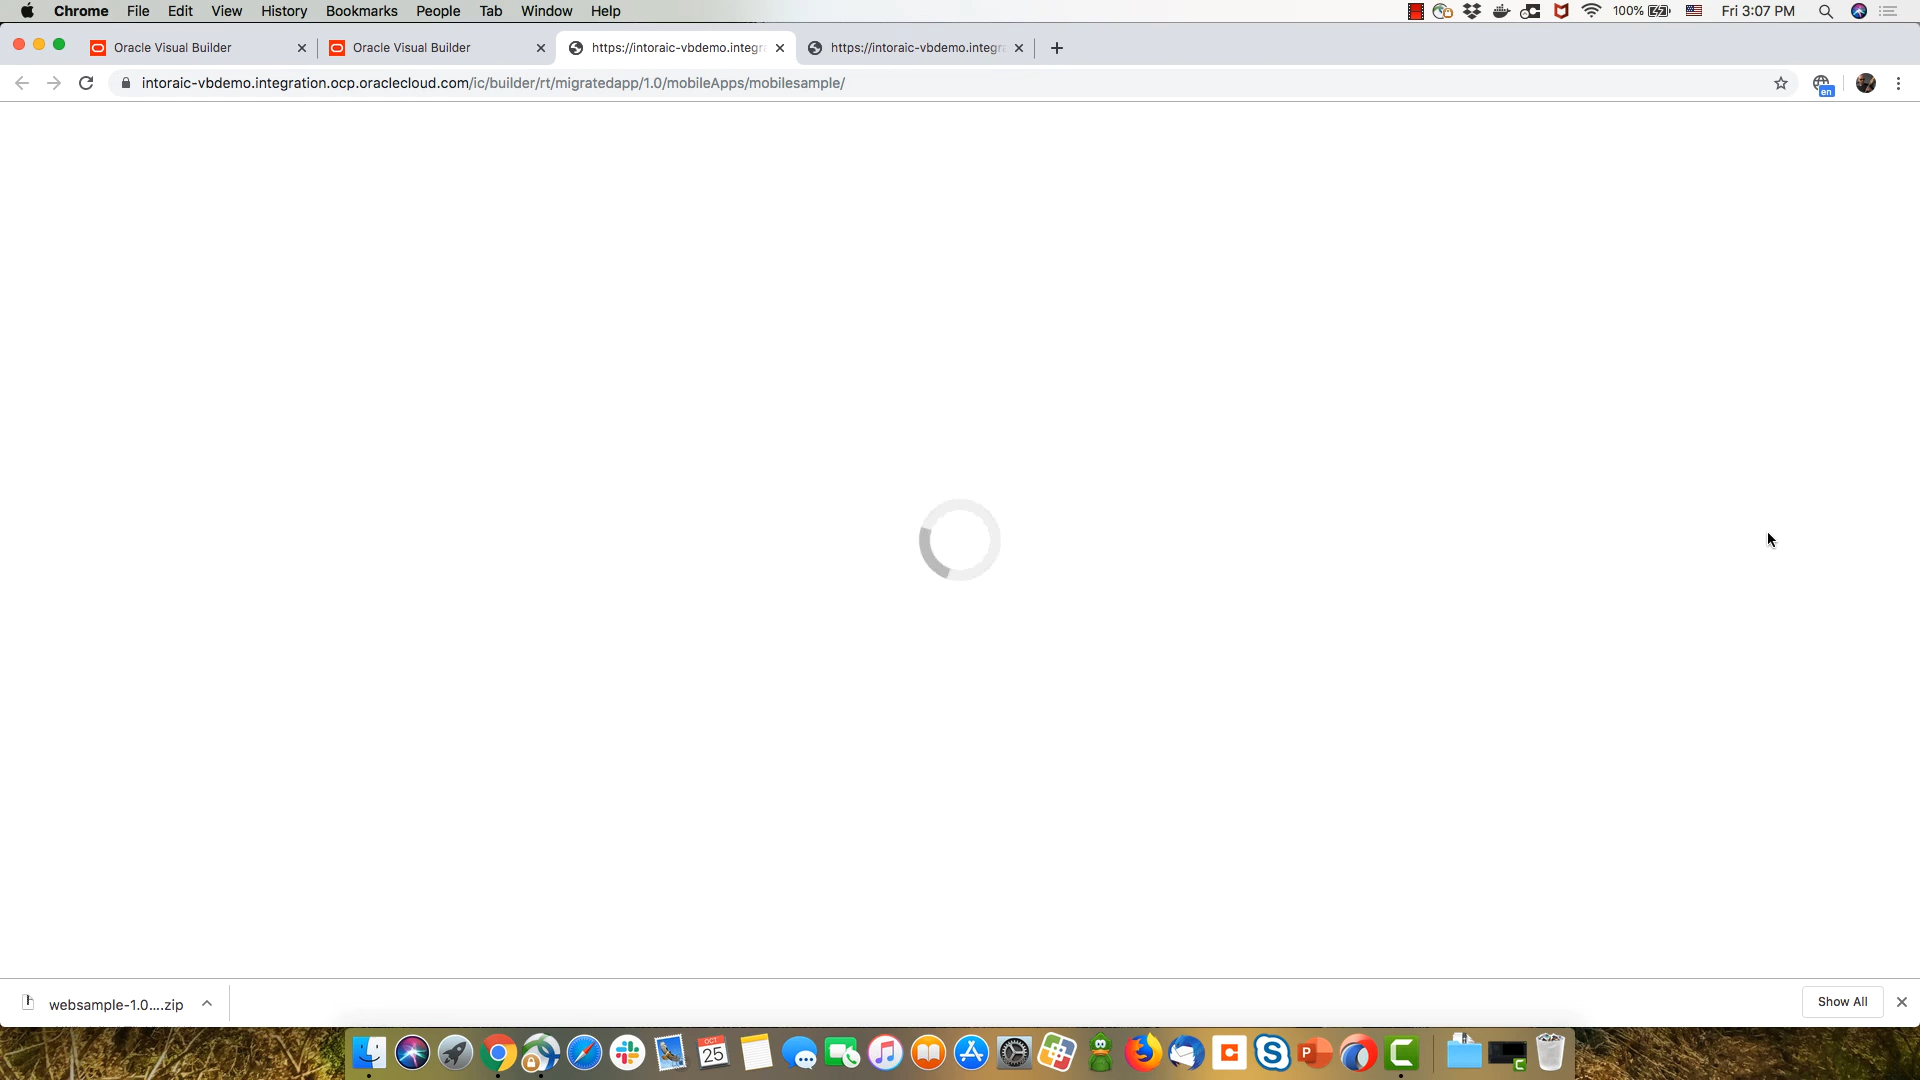 Chrome File Edit View History Bookmarks People Tab Window Help 100% Fri 3:07 PM
Oracle Visual Builder Oracle Visual Builder https://intoraic-vbdemo.integr https://intoraic-vbdemo.integr
intoraic-vbdemo.integration.ocp.oraclecloud.com/ic/builder/rt/migratedapp/1.0/mobileApps/mobilesample/
en
websample-1.0....zip Show All
OCT
25